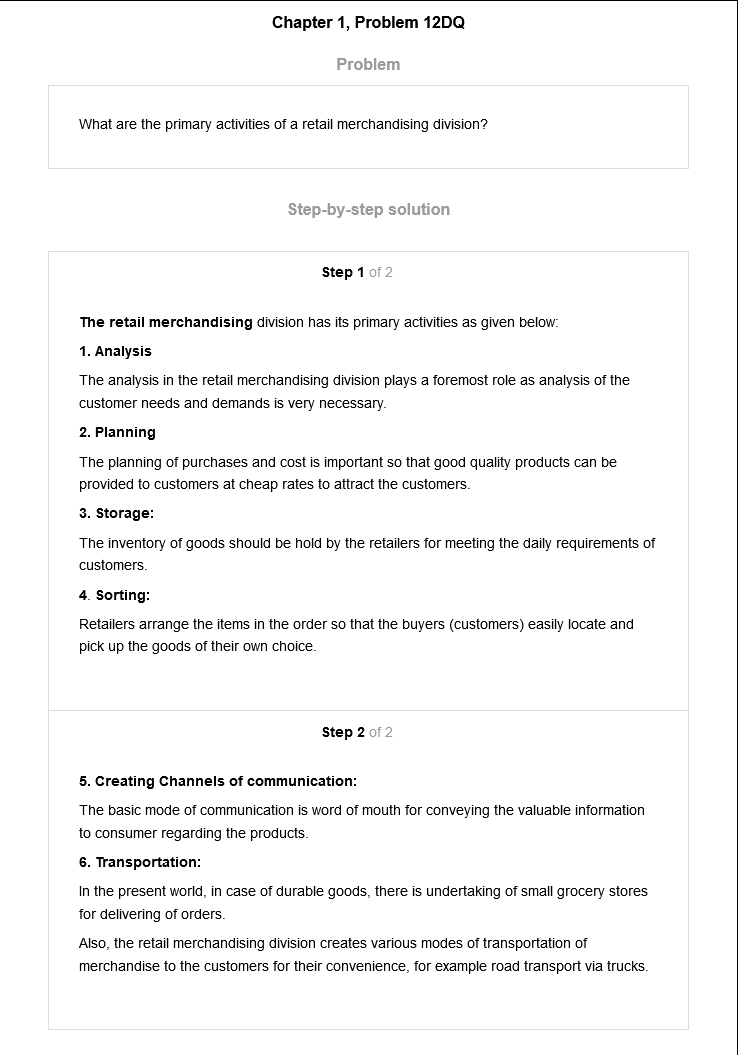 Chapter 1, Problem 12DQ
Problem
What are the primary activities of a retail merchandising division?
Step-by-step solution
Step 1 of 2
The retail merchandising division has its primary activities as given below:
1. Analysis
The analysis in the retail merchandising division plays a foremost role as analysis of the
customer needs and demands is very necessary.
2. Planning
The planning of purchases and cost is important so that good quality products can be
provided to customers at cheap rates to attract the customers.
3. Storage:
The inventory of goods should be hold by the retailers for meeting the daily requirements of
customers.
4. Sorting:
Retailers arrange the items in the order so that the buyers (customers) easily locate and
pick up the goods of their own choice.
Step 2 of 2
5. Creating Channels of communication:
The basic mode of communication is word of mouth for conveying the valuable information
to consumer regarding the products.
6. Transportation:
In the present world, in case of durable goods, there is undertaking of small grocery stores
for delivering of orders.
Also, the retail merchandising division creates various modes of transportation of
merchandise to the customers for their convenience, for example road transport via trucks.